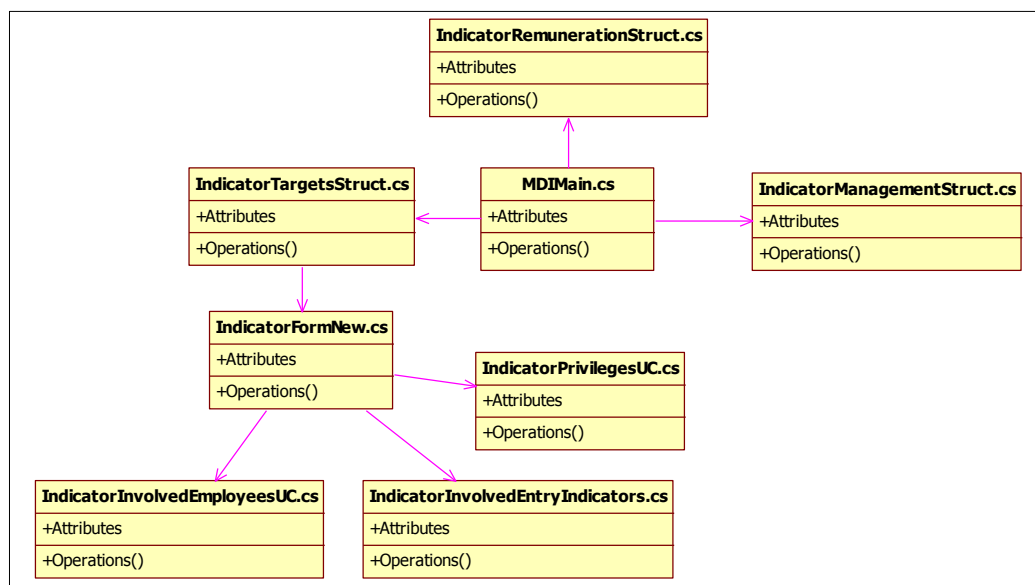 IndicatorRemunerationStruct.cs
+Attributes
+Operations()
IndicatorTargetsStruct.cs
+Attributes
+Operations()
MDIMain.cs
+Attributes
+Operations()
IndicatorManagementStruct.cs
+Attributes
+Operations()
IndicatorFormNew.cs
+Attributes
+Operations()
IndicatorPrivilegesUC.cs
+Attributes
+Operations()
IndicatorInvolvedEmployeesUC.cs
+Attributes
+Operations()
IndicatorInvolvedEntryIndicators.cs
+Attributes
+Operations()